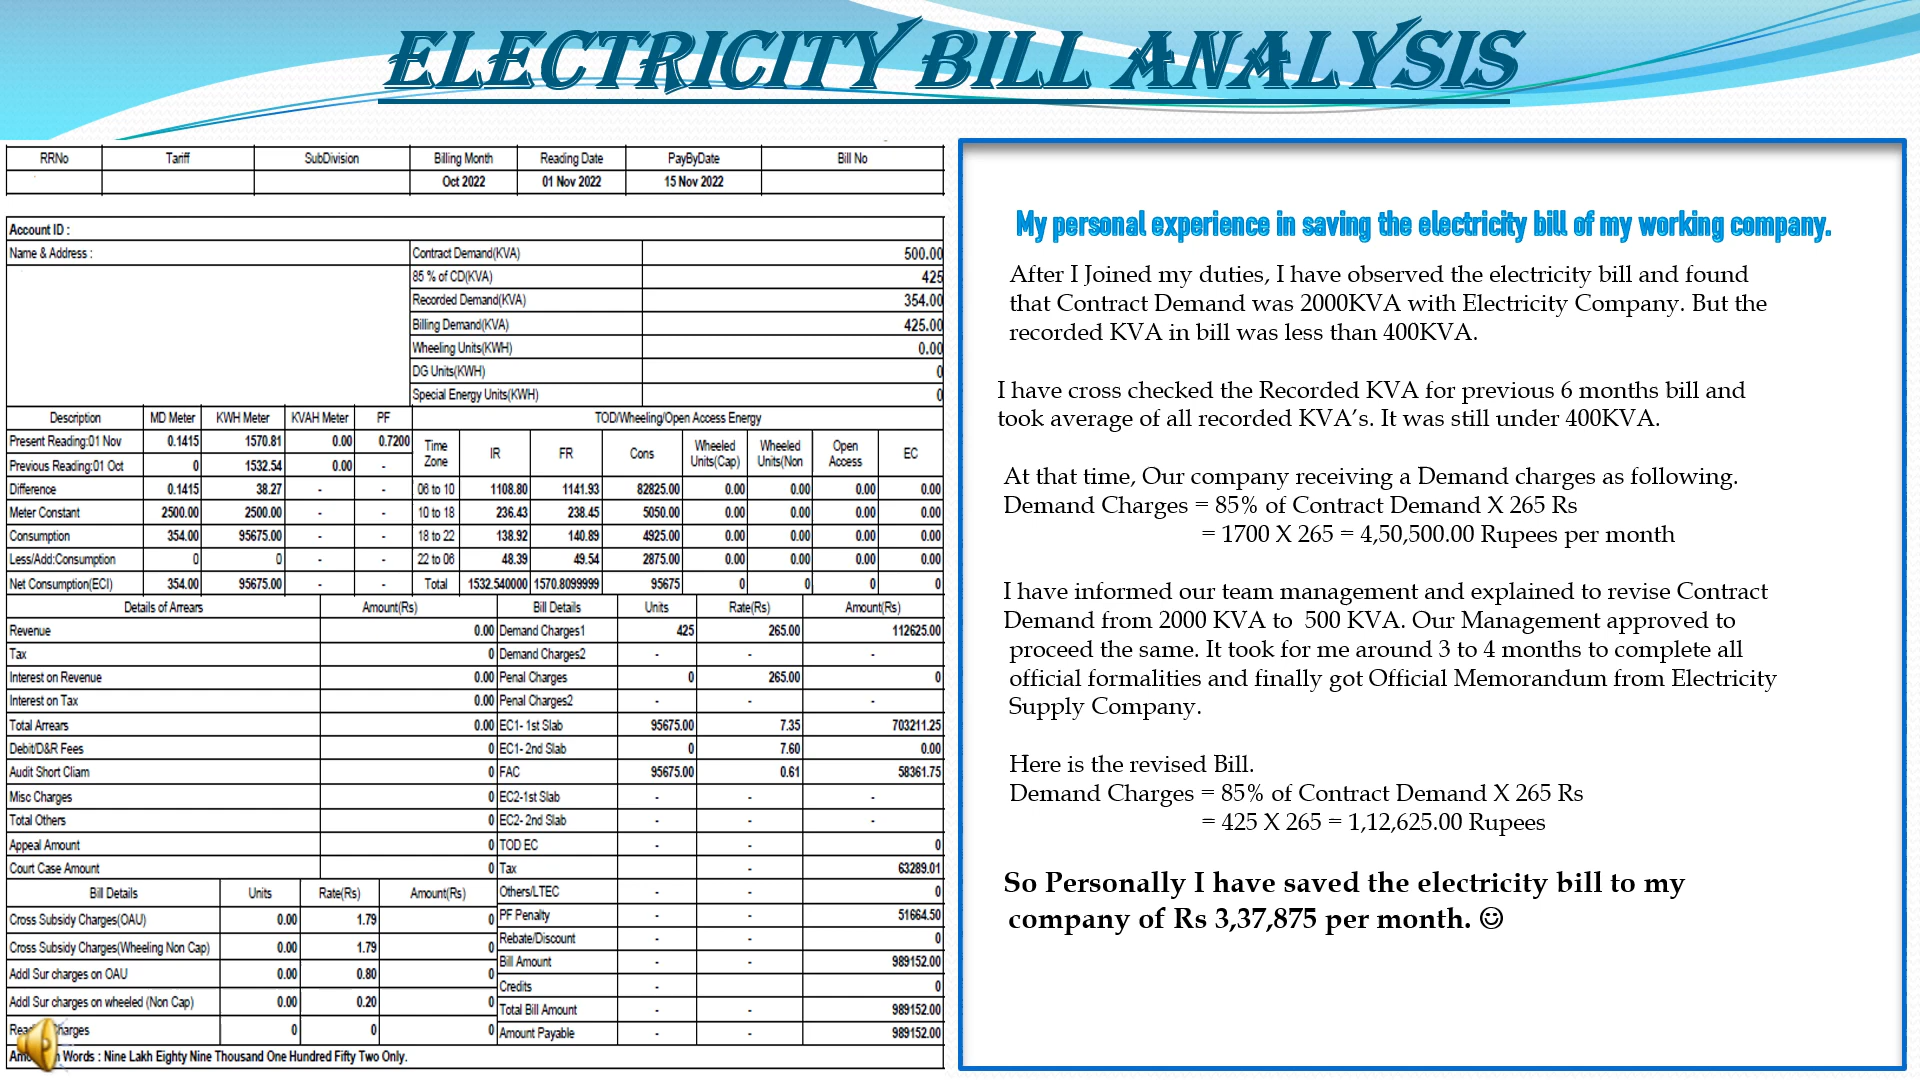 ELECTRICITY BILL ANALYSIS
RRNo Tariff SubDivision Billing Month Reading Date PayByDate Bill No
Oct 2022 01 Nov 2022 15 Nov 2022
Account ID :
Name & Address : Contract Demand(KVA) 500.00
85 % of CD(KVA) 425
Recorded Demand(KVA) 354.00
Billing Demand(KVA) 425.00
Wheeling Units(KWH) 0.00
DG Units(KWH) 0
Special Energy Units(KWH) 0
Description MD Meter KWH Meter KVAH Meter PF TOD/Wheeling/Open Access Energy
Present Reading:01 Nov 0.1415 1570.81 0.00 0.7200 Time Zone IR FR Cons Wheeled Units(Cap) Wheeled Units(Non Open Access EC
Previous Reading:01 Oct 0 1532.54 0.00 -
Difference 0.1415 38.27 - - 06 to 10 1108.80 1141.93 82825.00 0.00 0.00 0.00 0.00
Meter Constant 2500.00 2500.00 - - 10 to 18 236.43 238.45 5050.00 0.00 0.00 0.00 0.00
Consumption 354.00 95675.00 - - 18 to 22 138.92 140.89 4925.00 0.00 0.00 0.00 0.00
Less/Add:Consumption 0 0 - - 22 to 06 48.39 49.54 2875.00 0.00 0.00 0.00 0.00
Net Consumption(ECI) 354.00 95675.00 - - Total 1532.540000 1570.8099999 95675 0 0 0 0
Details of Arrears Amount(Rs) Bill Details Units Rate(Rs) Amount(Rs)
Revenue 0.00 Demand Charges1 425 265.00 112625.00
Tax 0 Demand Charges2 - - -
Interest on Revenue 0.00 Penal Charges 0 265.00 0
Interest on Tax 0.00 Penal Charges2 - - -
Total Arrears 0.00 EC1- 1st Slab 95675.00 7.35 703211.25
Debit/D&R Fees 0 EC1- 2nd Slab 0 7.60 0.00
Audit Short Cliam 0 FAC 95675.00 0.61 58361.75
Misc Charges 0 EC2-1st Slab - - -
Total Others 0 EC2- 2nd Slab - - -
Appeal Amount 0 TOD EC - - 0
Court Case Amount 0 Tax - 63289.01
Bill Details Units Rate(Rs) Amount(Rs) Others/LTEC - - 0
Cross Subsidy Charges(OAU) 0.00 1.79 0 PF Penalty - - 51664.50
Rebate/Discount - - 0
Cross Subsidy Charges(Wheeling Non Cap) 0.00 1.79 0 Bill Amount - - 989152.00
Addl Sur charges on OAU 0.00 0.80 0 Credits - 0
Addl Sur charges on wheeled (Non Cap) 0.00 0.20 0 Total Bill Amount - - 989152.00
harges 0 0 0 Amount Payable - - 989152.00
Words : Nine Lakh Eighty Nine Thousand One Hundred Fifty Two Only.
My personal experience in saving the electricity bill of my working company.
After I Joined my duties, I have observed the electricity bill and found
that Contract Demand was 2000KVA with Electricity Company. But the
recorded KVA in bill was less than 400KVA.
I have cross checked the Recorded KVA for previous 6 months bill and
took average of all recorded KVA’s. It was still under 400KVA.
At that time, Our company receiving a Demand charges as following.
Demand Charges = 85% of Contract Demand X 265 Rs
= 1700 X 265 = 4,50,500.00 Rupees per month
I have informed our team management and explained to revise Contract
Demand from 2000 KVA to 500 KVA. Our Management approved to
proceed the same. It took for me around 3 to 4 months to complete all
official formalities and finally got Official Memorandum from Electricity
Supply Company.
Here is the revised Bill.
Demand Charges = 85% of Contract Demand X 265 Rs
= 425 X 265 = 1,12,625.00 Rupees
So Personally I have saved the electricity bill to my
company of Rs 3,37,875 per month. ☺